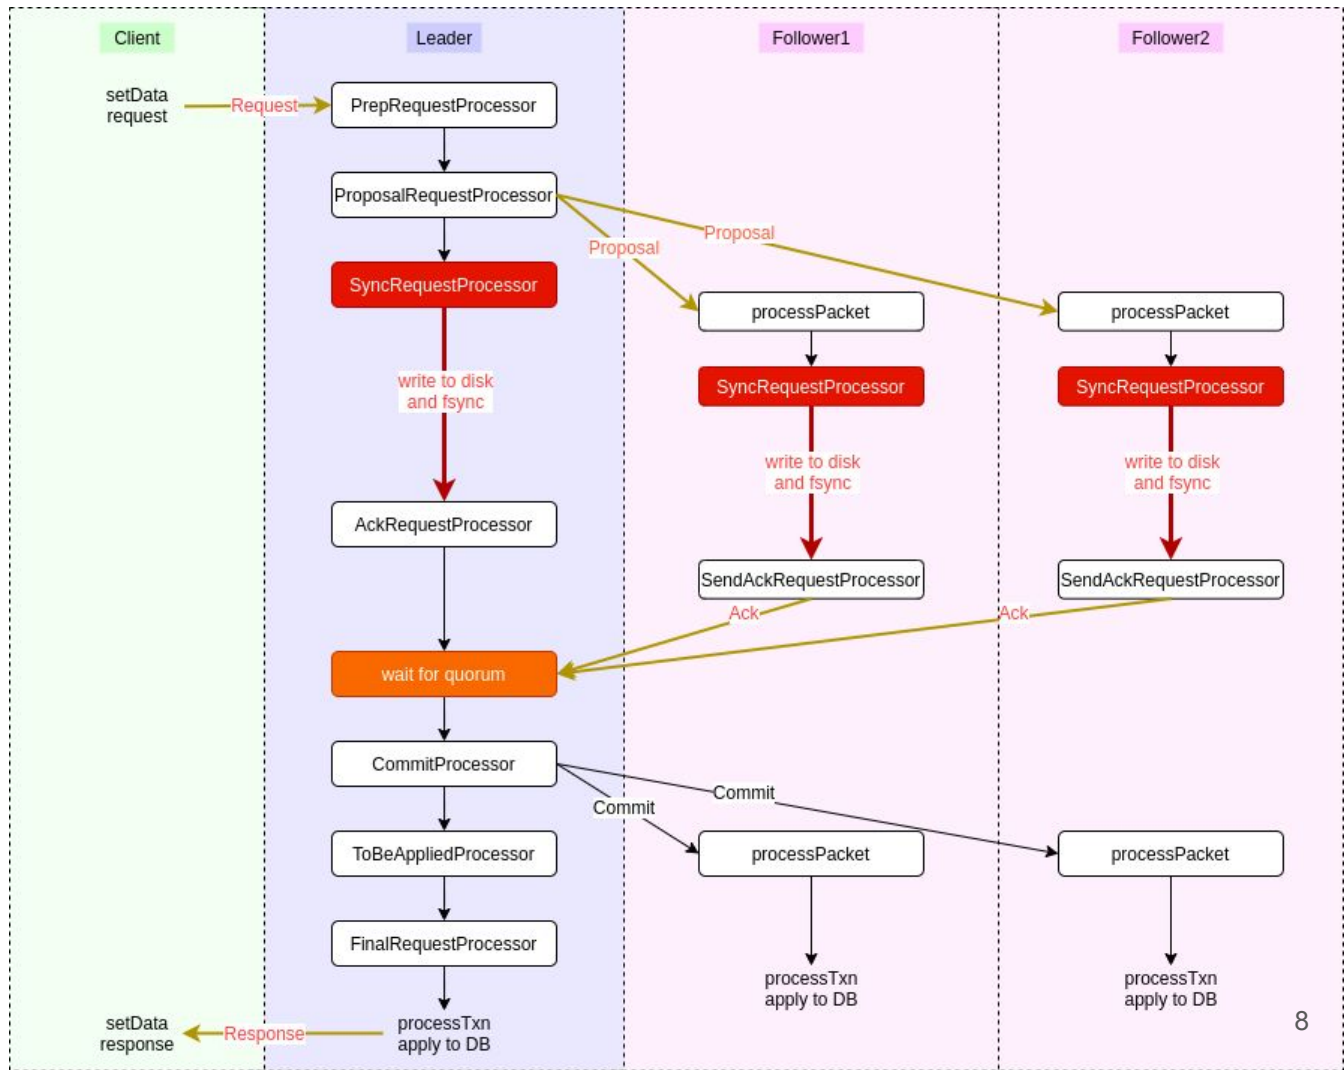 Client
Leader
Follower1
Follower2
setData
request
Request
PrepRequestProcessor
ProposalRequestProcessor
Proposal
Proposal
SyncRequestProcessor
processPacket
processPacket
write to disk
and fsync
SyncRequestProcessor
SyncRequestProcessor
write to disk
and fsync
write to disk
and fsync
AckRequestProcessor
SendAckRequestProcessor
SendAckRequestProcessor
Ack
Ack
wait for quorum
CommitProcessor
Commit
Commit
ToBeAppliedProcessor
processPacket
processPacket
FinalRequestProcessor
processTxn
apply to DB
processTxn
apply to DB
setData
response
Response
processTxn
apply to DB
8